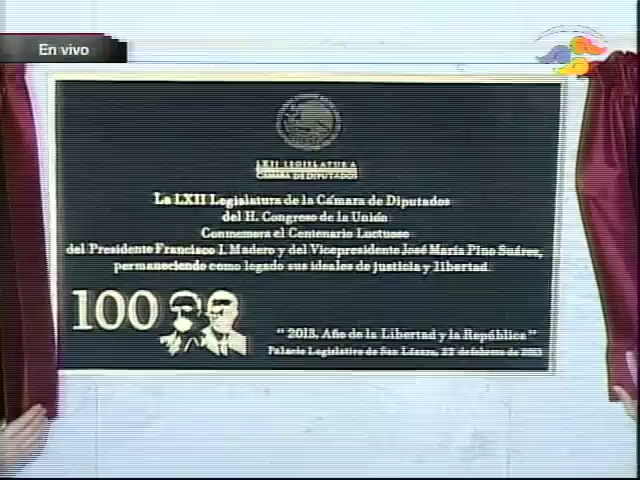 En vivo
LXII LEGISLATURA
CÁMARA DE DIPUTADOS
La LXII Legislatura de la Cámara de Diputados
del H. Congreso de la Unión
Conmemora el Centenario Luctuoso
del Presidente Francisco I. Madero y del Vicepresidente José María Pino Suárez,
permaneciendo como legado sus ideales de justicia y libertad.
100
" 2013, Año de la Libertad y la República "
Palacio Legislativo de San Lázaro, 22 de febrero de 2013